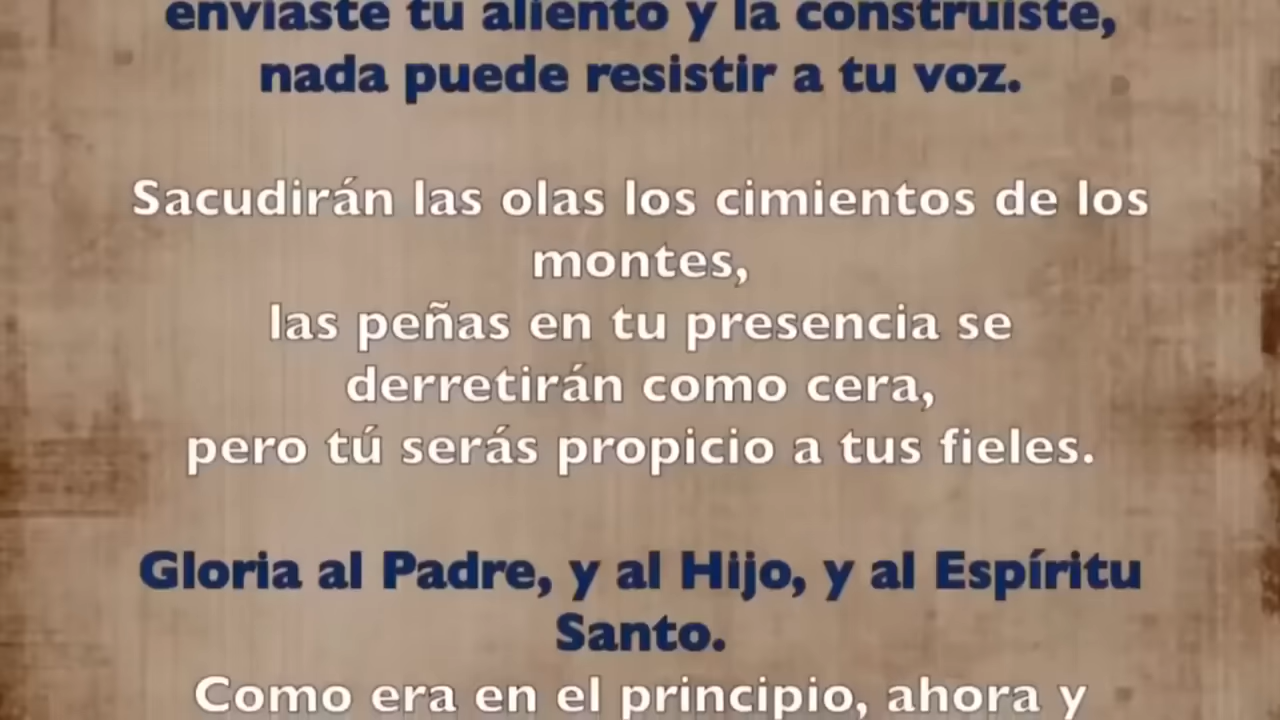 enviaste tu aliento y la construiste,
nada puede resistir a tu voz.
Sacudirán las olas los cimientos de los
montes,
las peñas en tu presencia se
derretirán como cera,
pero tú serás propicio a tus fieles.
Gloria al Padre, y al Hijo, y al Espíritu
Santo.
Como era en el principio, ahora y